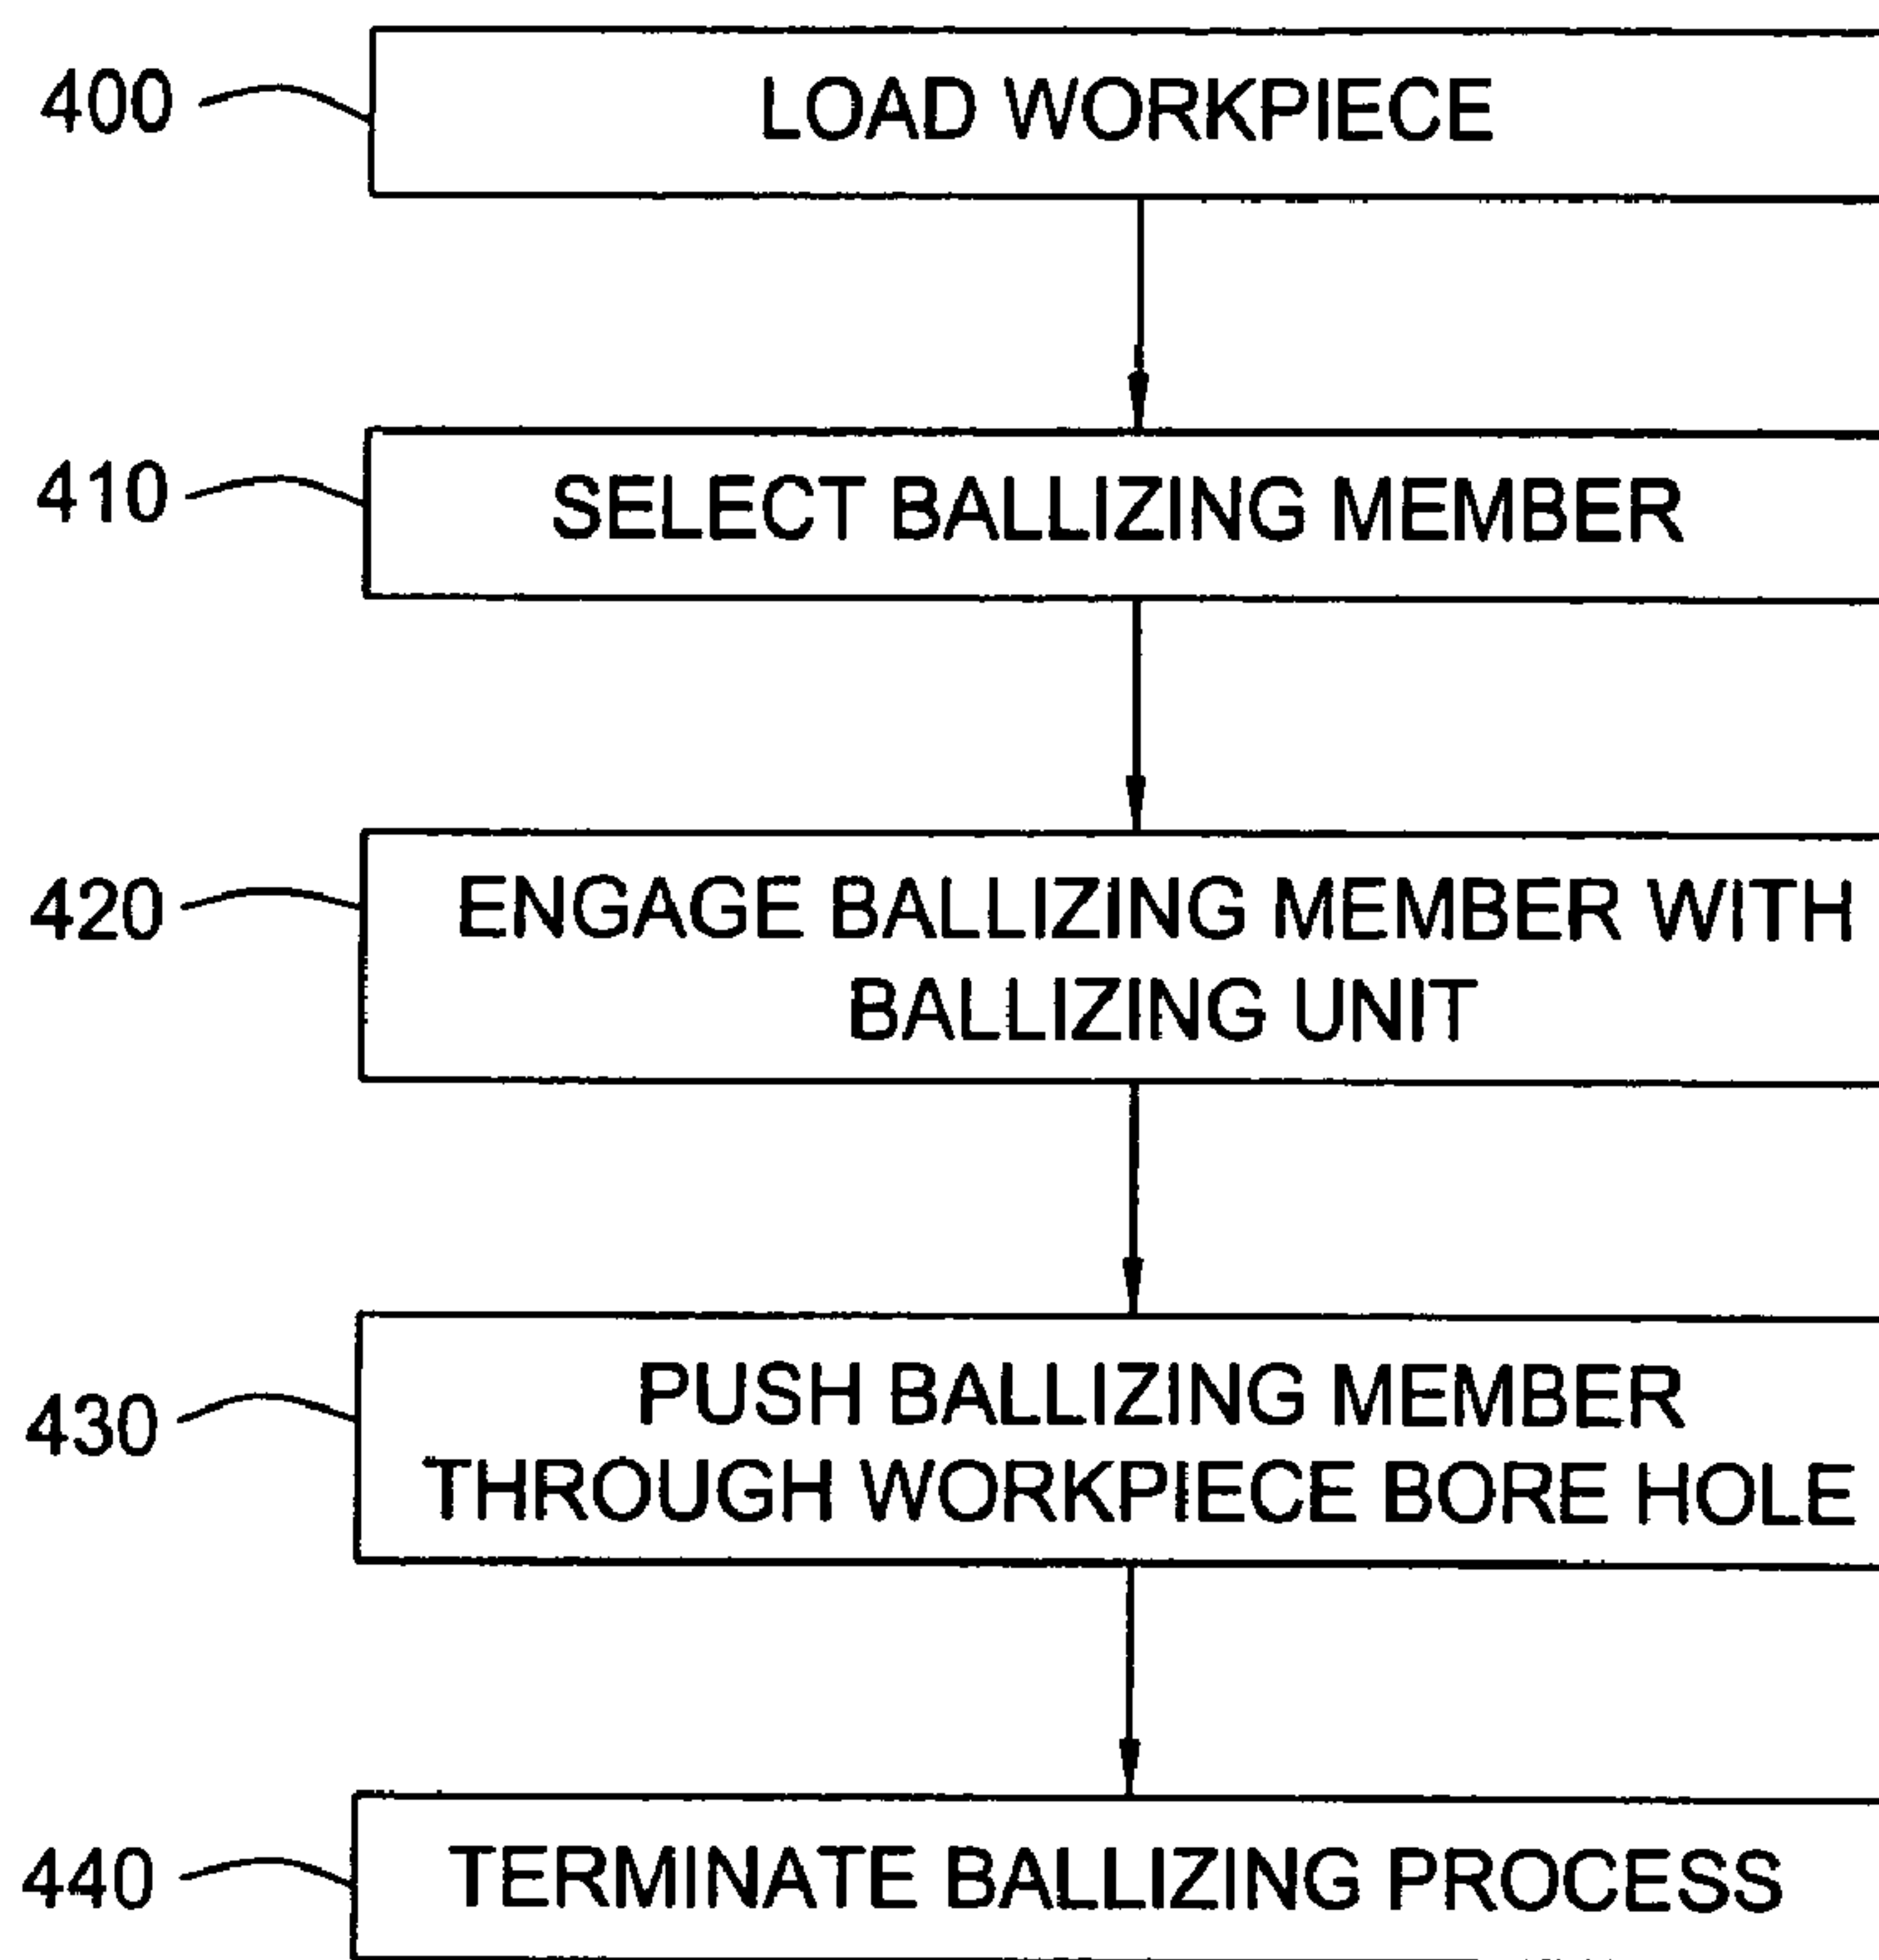 400
LOAD WORKPIECE
410
SELECT BALLIZING MEMBER
420
ENGAGE BALLIZING MEMBER WITH
BALLIZING UNIT
430
PUSH BALLIZING MEMBER
THROUGH WORKPIECE BORE HOLE
440
TERMINATE BALLIZING PROCESS